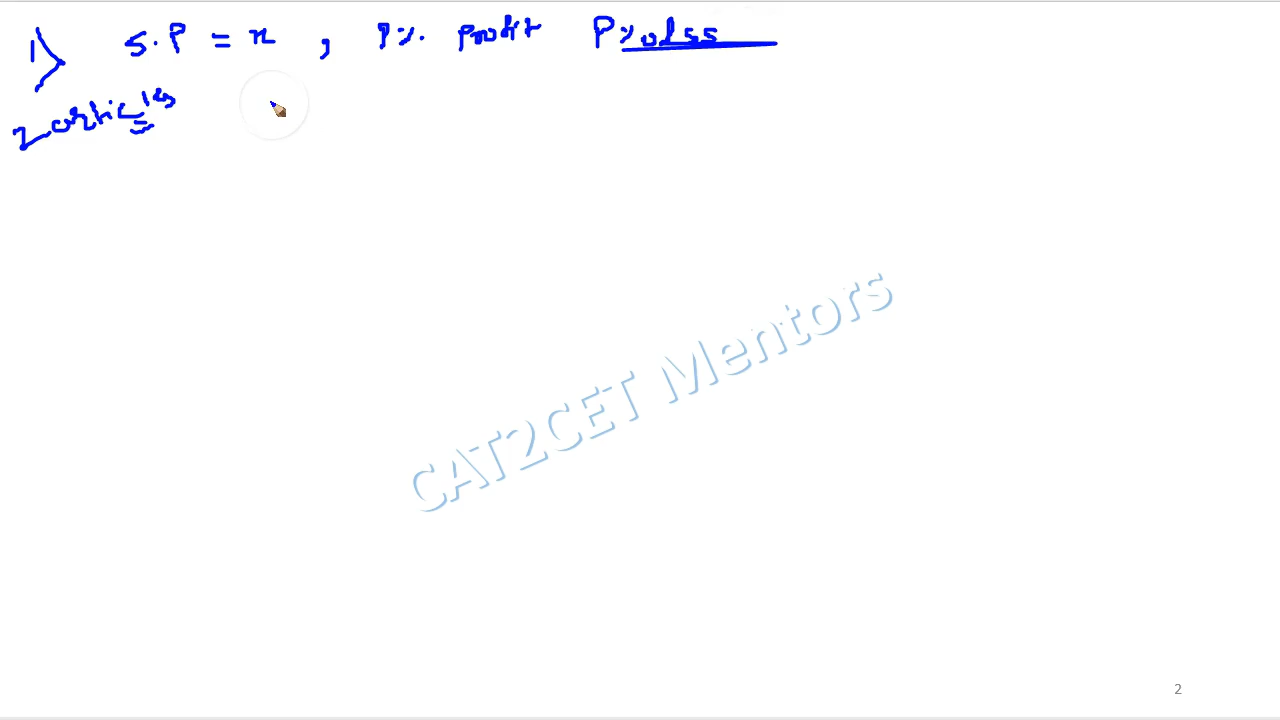 1) S.P = x , P% Profit P% loss
2 articles
CAT2CET Mentors
2